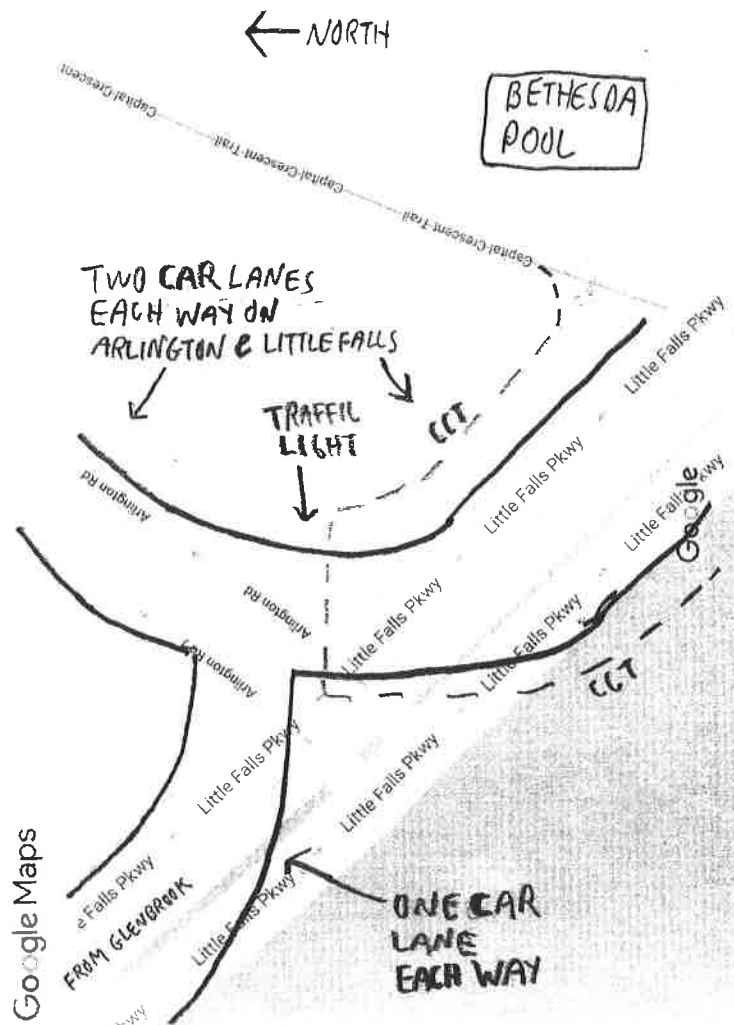 ← NORTH
BETHESDA
POOL
Capital Crescent
Capital Crescent Trail
Capital Crescent Trail
Capital Crescent Trail
TWO CAR LANES
EACH WAY ON
ARLINGTON & LITTLE FALLS
TRAFFIC
LIGHT
CCT
Little Falls Pkwy
Little Falls Pkwy
Little Falls Pkwy
Google
Arlington Rd
Arlington Rd
Arlington Rd
Little Falls Pkwy
Little Falls Pkwy
CCT
Little Falls Pkwy
Little Falls Pkwy
e Falls Pkwy
FROM GLENBROOK
Little Falls Pkwy
Pkwy
ONE CAR
LANE
EACH WAY
Google Maps